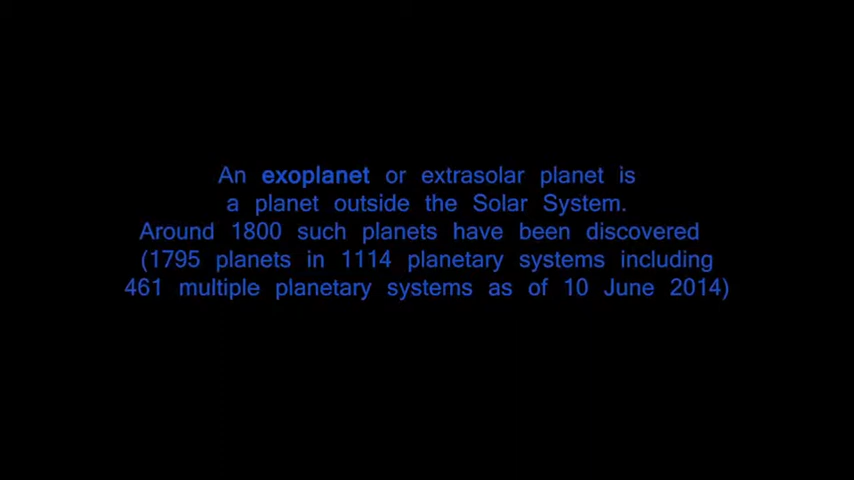 An exoplanet or extrasolar planet is
a planet outside the Solar System.
Around 1800 such planets have been discovered
(1795 planets in 1114 planetary systems including
461 multiple planetary systems as of 10 June 2014)